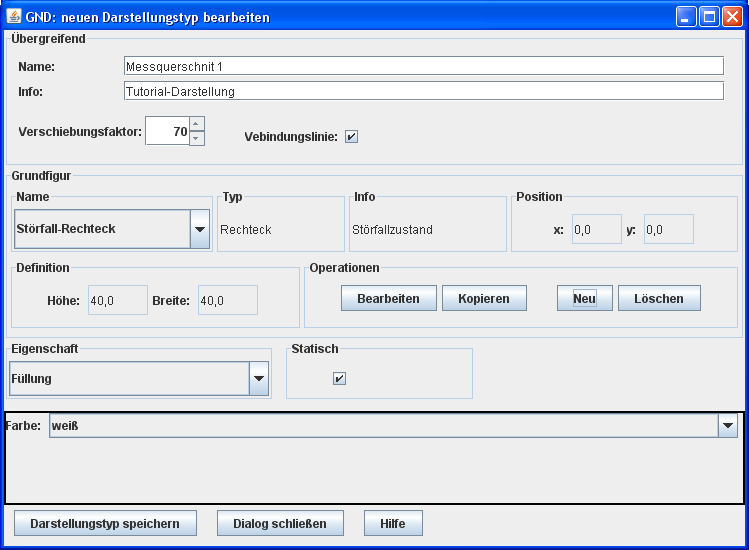 GND: neuen Darstellungstyp bearbeiten
Übergreifend
Name: Messquerschnit 1
Info: Tutorial-Darstellung
Verschiebungsfaktor: 70 Vebindungslinie:
Grundfigur
Name Typ Info Position
Störfall-Rechteck Rechteck Störfallzustand x: 0,0 y: 0,0
Definition Operationen
Höhe: 40,0 Breite: 40,0 Bearbeiten Kopieren Neu Löschen
Eigenschaft Statisch
Füllung
Farbe: weiß
Darstellungstyp speichern Dialog schließen Hilfe